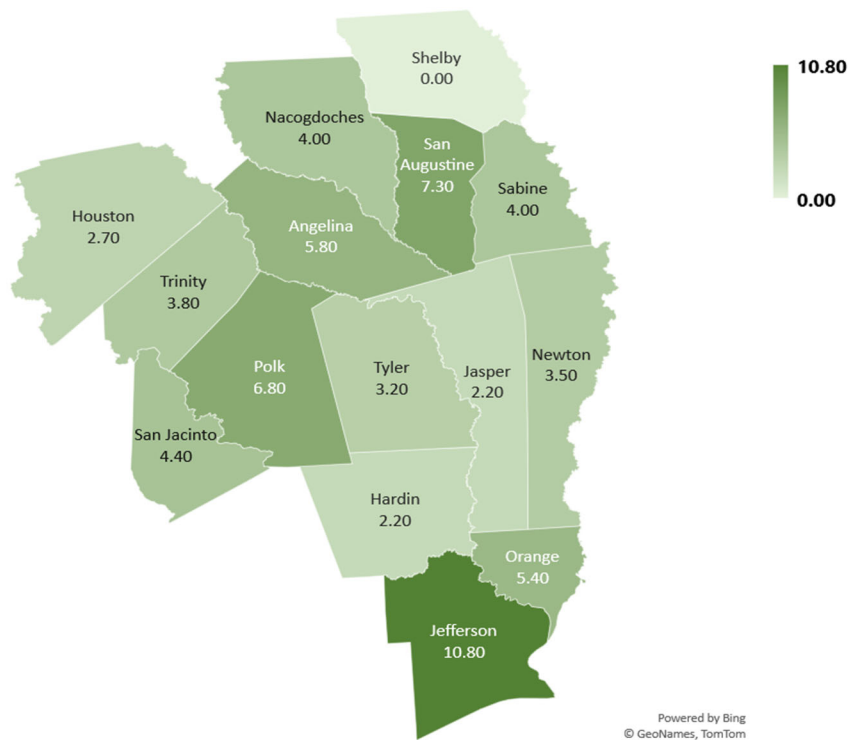 Shelby
0.00
10.80
0.00
Nacogdoches
4.00
San
Augustine
7.30
Sabine
4.00
Houston
2.70
Angelina
5.80
Trinity
3.80
Polk
6.80
Tyler
3.20
Jasper
2.20
Newton
3.50
San Jacinto
4.40
Hardin
2.20
Orange
5.40
Jefferson
10.80
Powered by Bing
© GeoNames, TomTom